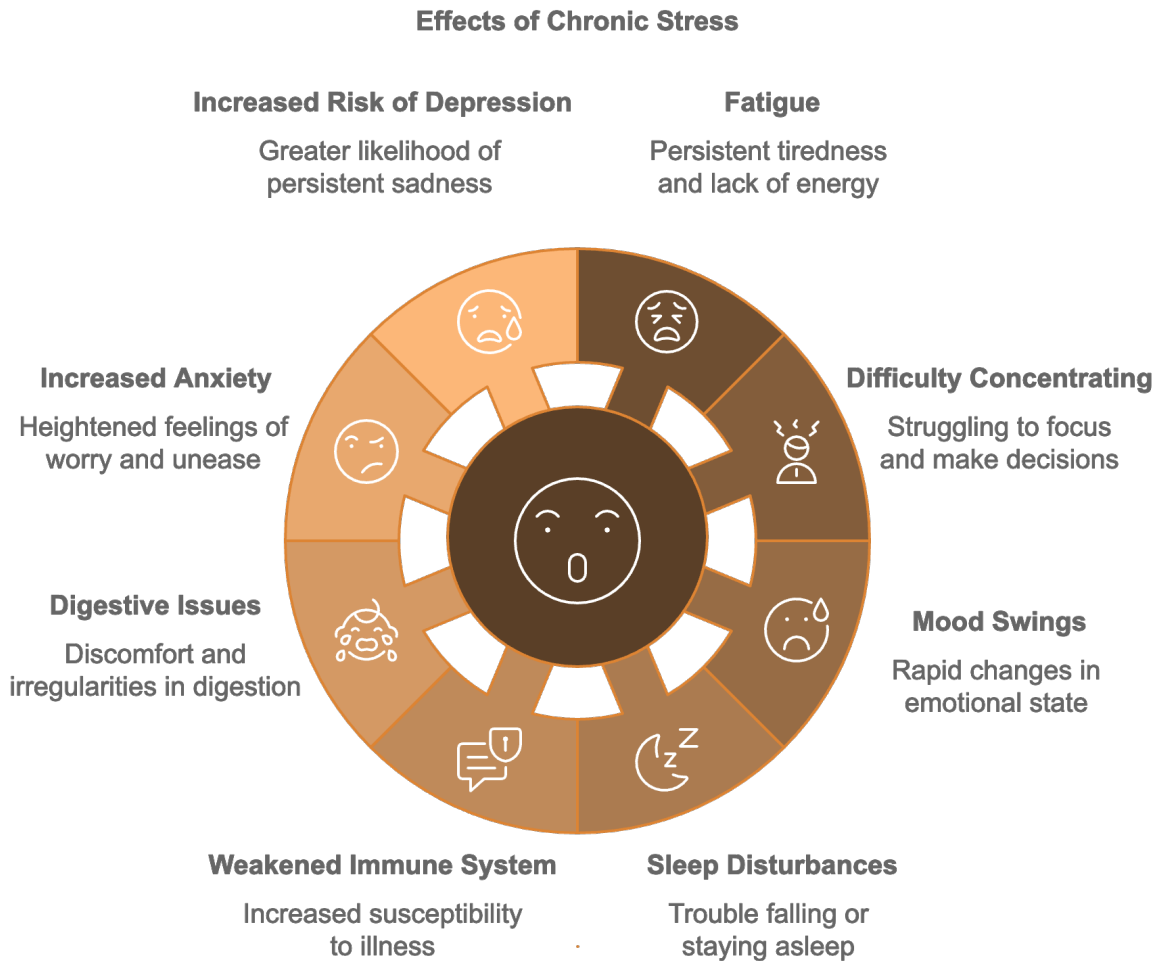 Effects of Chronic Stress
Increased Risk of Depression
Greater likelihood of
persistent sadness
Fatigue
Persistent tiredness
and lack of energy
Increased Anxiety
Heightened feelings of
worry and unease
Difficulty Concentrating
Struggling to focus
and make decisions
Digestive Issues
Discomfort and
irregularities in digestion
Mood Swings
Rapid changes in
emotional state
z
Z
Weakened Immune System
Increased susceptibility
to illness
Sleep Disturbances
Trouble falling or
staying asleep